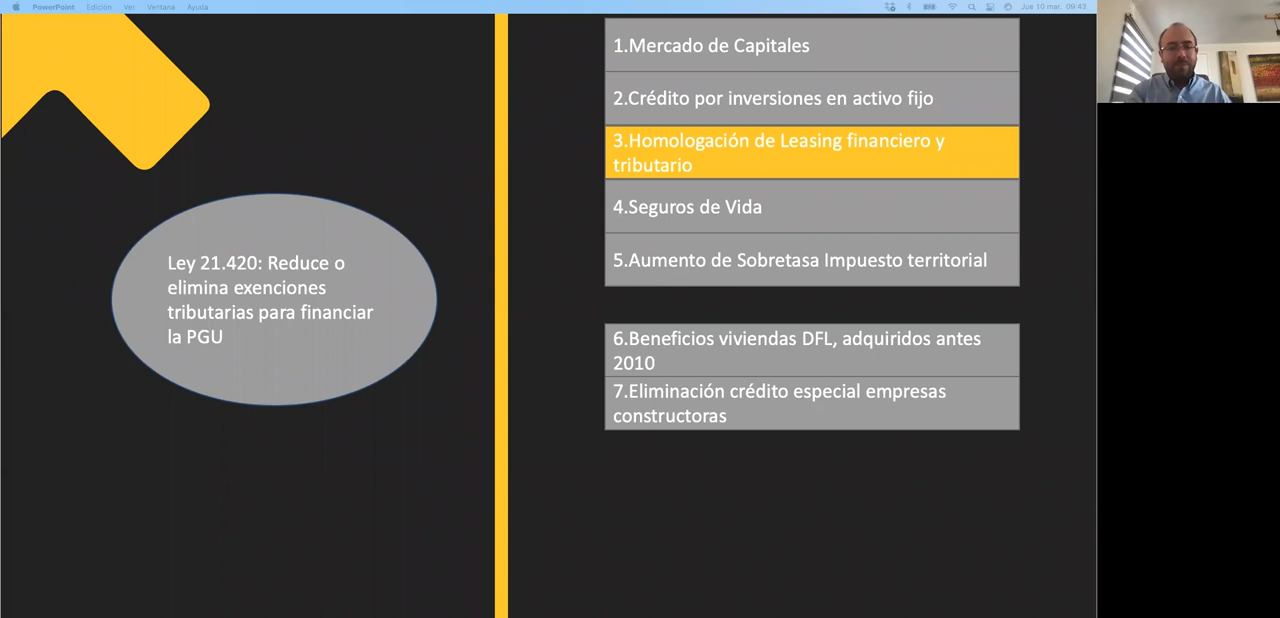 PowerPoint Edición Ver Ventana Ayuda
Jue 10 mar. 09:43
Ley 21.420: Reduce o
elimina exenciones
tributarias para financiar
la PGU
1.Mercado de Capitales
2.Crédito por inversiones en activo fijo
3.Homologación de Leasing financiero y
tributario
4.Seguros de Vida
5.Aumento de Sobretasa Impuesto territorial
6.Beneficios viviendas DFL, adquiridos antes
2010
7.Eliminación crédito especial empresas
constructoras